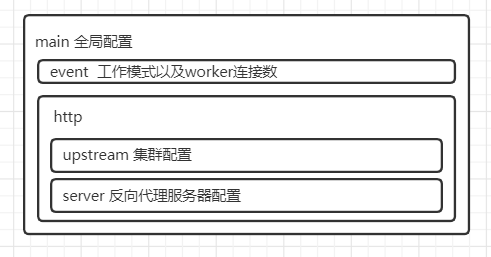 main 全局配置
event 工作模式以及worker连接数
http
upstream 集群配置
server 反向代理服务器配置